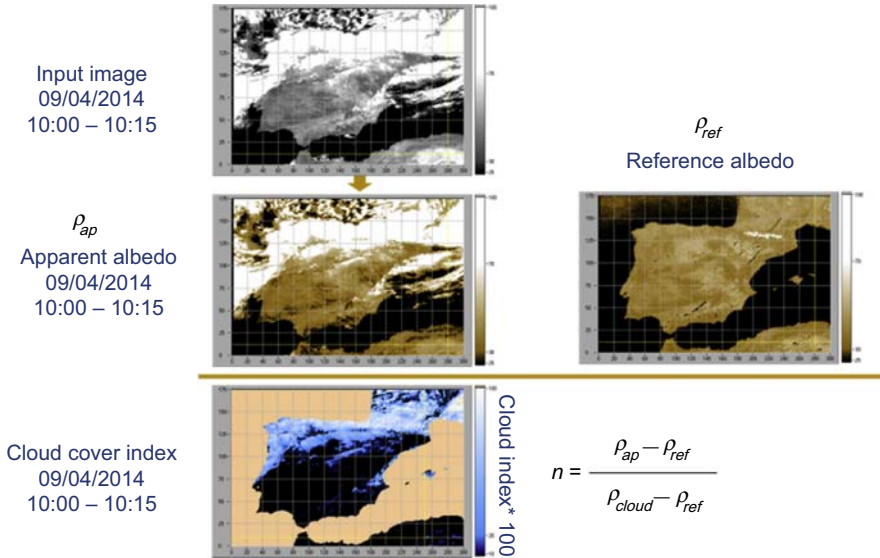 Input image
09/04/2014
10:00 – 10:15
ρap
Apparent albedo
09/04/2014
10:00 – 10:15
ρref
Reference albedo
Cloud cover index
09/04/2014
10:00 – 10:15
Cloud index* 100
n = ρap – ρref
ρcloud – ρref